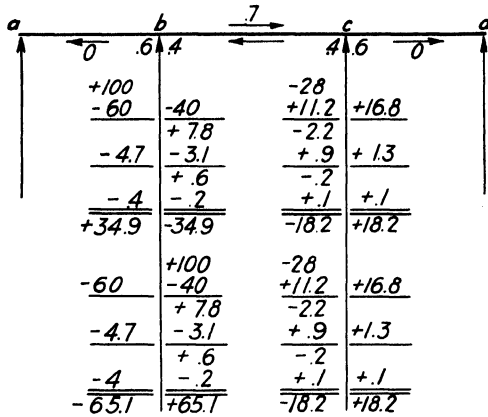 .7
a b c d
0 .6 .4 .4 .6 0
+100 -28
-60 -40 +11.2 +16.8
+7.8 -2.2
-4.7 -3.1 +.9 +1.3
+.6 -.2
-.4 -.2 +.1 +.1
+34.9 -34.9 -18.2 +18.2
+100 -28
-60 -40 +11.2 +16.8
+7.8 -2.2
-4.7 -3.1 +.9 +1.3
+.6 -.2
-4 -.2 +.1 +.1
-65.1 +65.1 -18.2 +18.2